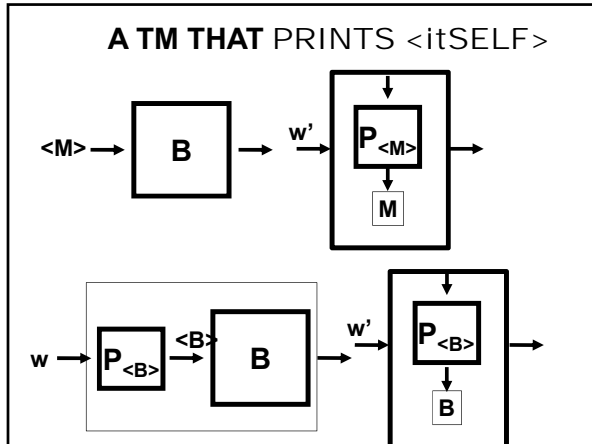 A TM THAT PRINTS <itSELF>
<M>
B
w'
P<M>
M
w
P<B>
<B>
B
w'
P<B>
B